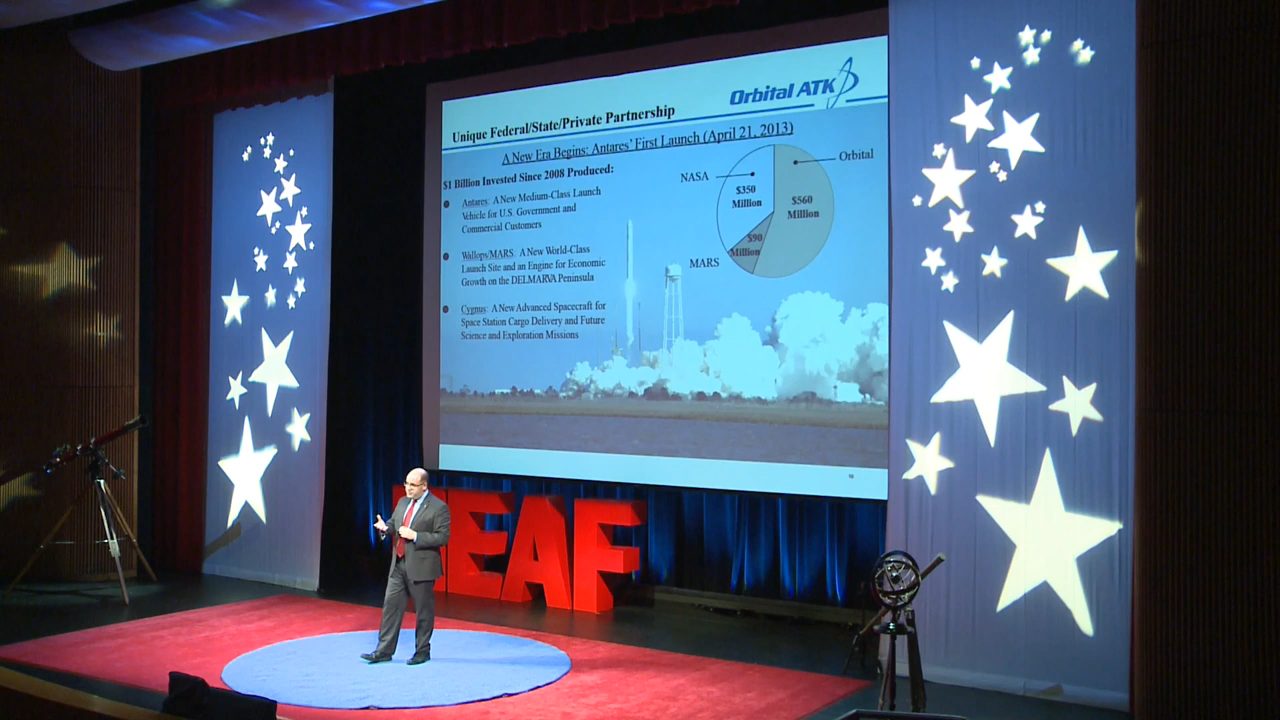 Orbital ATK
Unique Federal/State/Private Partnership
A New Era Begins: Antares' First Launch (April 21, 2013)
$1 Billion Invested Since 2008 Produced:
Antares: A New Medium-Class Launch
Vehicle for U.S. Government and
Commercial Customers
Wallops/MARS: A New World-Class
Launch Site and an Engine for Economic
Growth on the DELMARVA Peninsula
Cygnus: A New Advanced Spacecraft for
Space Station Cargo Delivery and Future
Science and Exploration Missions
NASA
Orbital
$350
Million
$560
Million
$90
Million
MARS
EAF